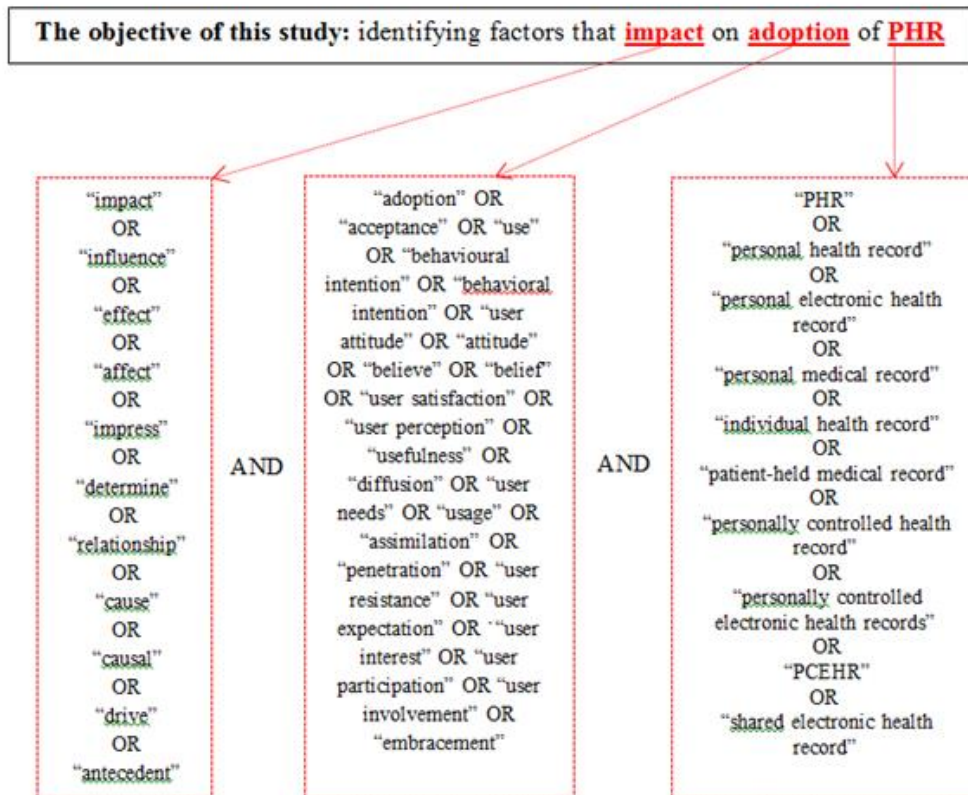 The objective of this study: identifying factors that impact on adoption of PHR
“impact”
OR
“influence”
OR
“effect”
OR
“affect”
OR
“impress”
OR
“determine”
OR
“relationship”
OR
“cause”
OR
“causal”
OR
“drive”
OR
“antecedent”
AND
“adoption” OR
“acceptance” OR “use”
OR “behavioural
intention” OR “behavioral
intention” OR “user
attitude” OR “attitude”
OR “believe” OR “belief”
OR “user satisfaction” OR
“user perception” OR
“usefulness” OR
“diffusion” OR “user
needs” OR “usage” OR
“assimilation” OR
“penetration” OR “user
resistance” OR “user
expectation” OR ‘“user
interest” OR “user
participation” OR “user
involvement” OR
“embracement”
AND
“PHR”
OR
“personal health record”
OR
“personal electronic health
record”
OR
“personal medical record”
OR
“individual health record”
OR
“patient-held medical record”
OR
“personally controlled health
record”
OR
“personally controlled
electronic health records”
OR
“PCEHR”
OR
“shared electronic health
record”